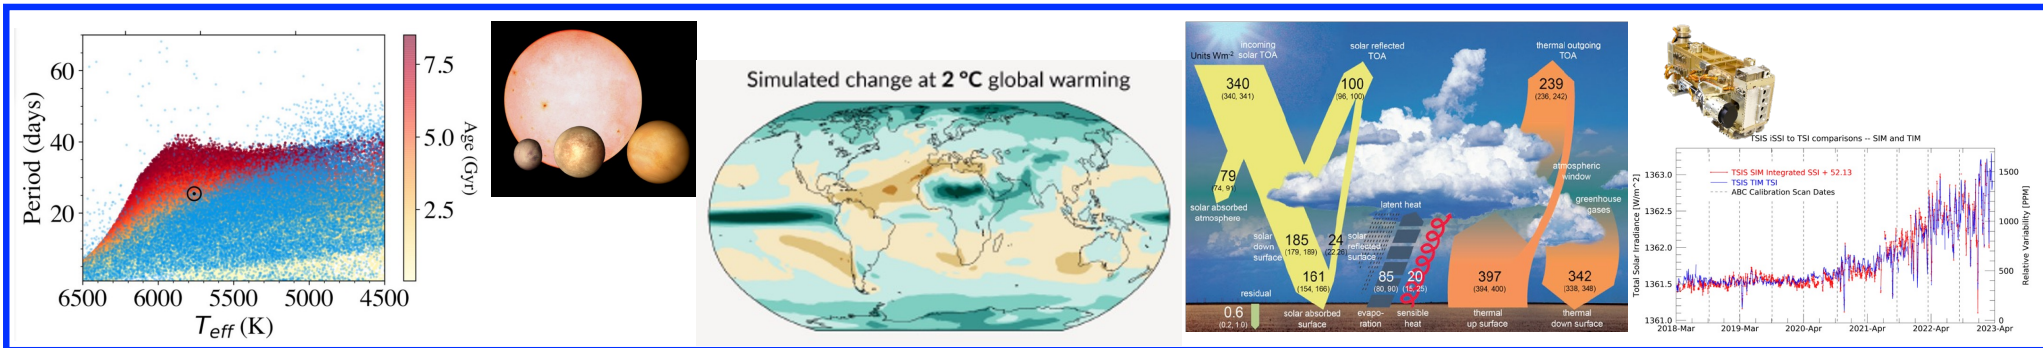 60
40
20
Period (days)
6500 6000 5500 5000 4500
Teff (K)
7.5
5.0
2.5
Age (Gyr)
Simulated change at 2 °C global warming
Units Wm-2
incoming
solar TOA
solar reflected
TOA
thermal outgoing
TOA
340
(340, 341)
100
(96, 100)
239
(236, 242)
79
(74, 91)
solar absorbed
atmosphere
atmospheric
window
greenhouse
gases
latent heat
solar
down
surface
185
(179, 189)
24
(22,26)
solar
reflected
surface
161
(154, 166)
85
(80, 90)
20
(15, 25)
397
(394, 400)
342
(338, 348)
residual
0.6
(0.2, 1.0)
solar absorbed
surface
evapo-
ration
sensible
heat
thermal
up surface
thermal
down surface
TSIS iSSI to TSI comparisons -- SIM and TIM
TSIS SIM Integrated SSI + 52.13
TSIS TIM TSI
ABC Calibration Scan Dates
Total Solar Irradiance [W/m^2]
1363.0
1362.5
1362.0
1361.5
1361.0
2018-Mar 2019-Mar 2020-Apr 2021-Apr 2022-Apr 2023-Apr
1500
1000
500
0
Relative Variability [PPM]